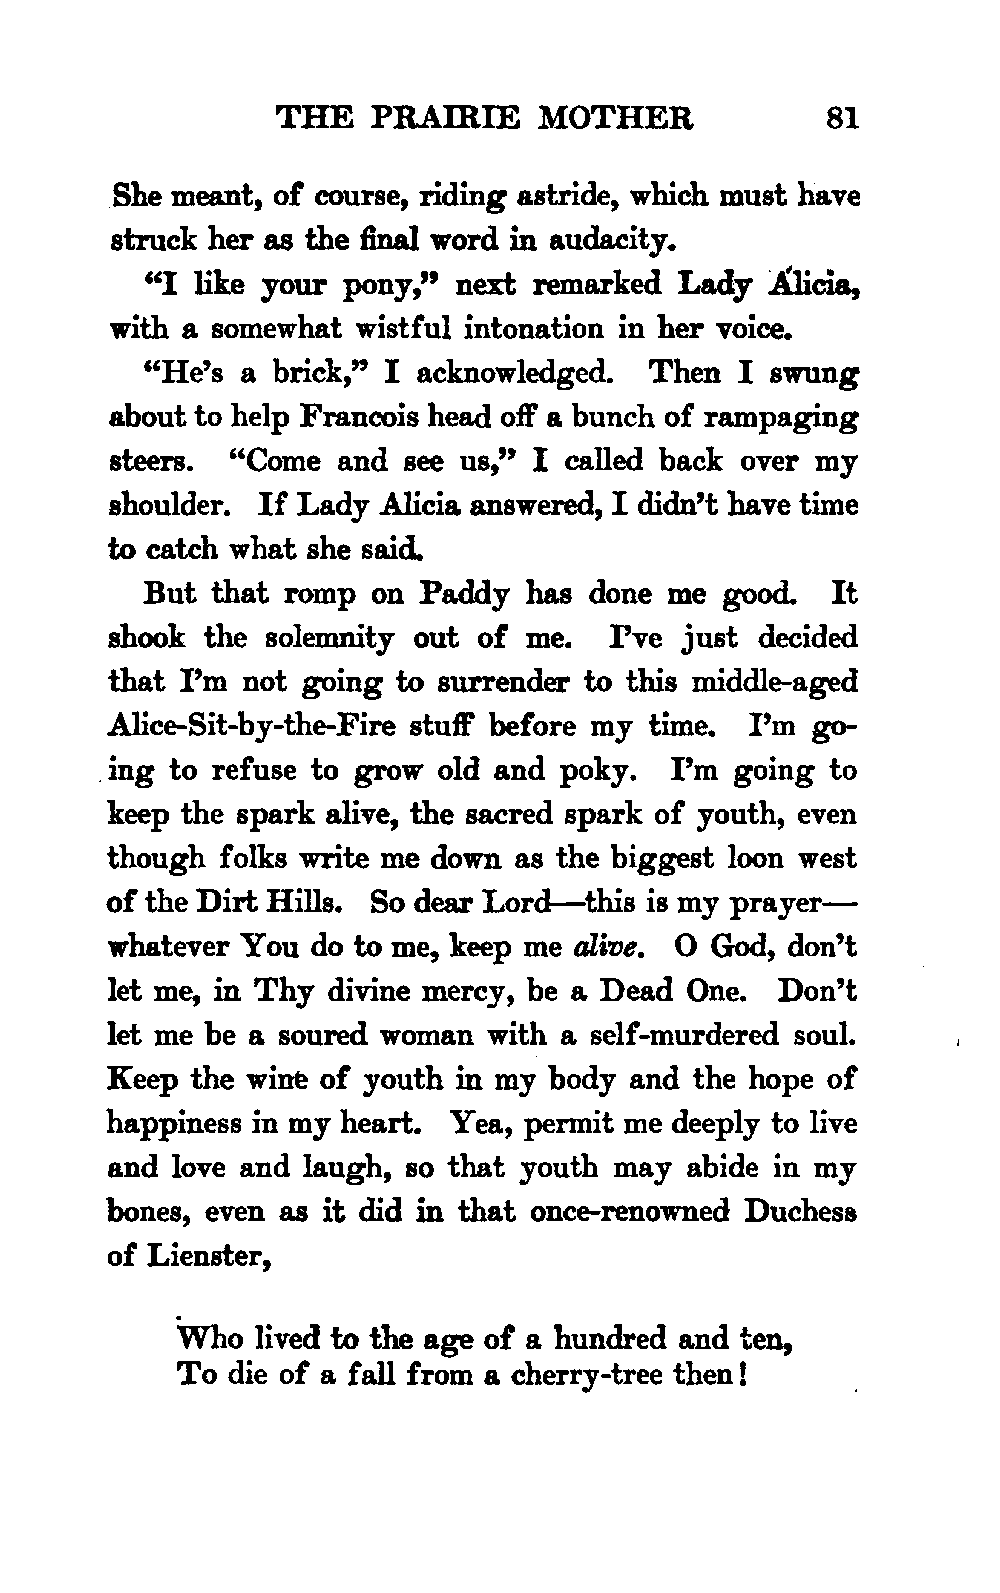 THE PRAIRIE MOTHER 81
She meant, of course, riding astride, which must have
struck her as the final word in audacity.
“I like your pony,” next remarked Lady Alicia,
with a somewhat wistful intonation in her voice.
“He’s a brick,” I acknowledged. Then I swung
about to help Francois head off a bunch of rampaging
steers. “Come and see us,” I called back over my
shoulder. If Lady Alicia answered, I didn’t have time
to catch what she said.
But that romp on Paddy has done me good. It
shook the solemnity out of me. I’ve just decided
that I’m not going to surrender to this middle-aged
Alice-Sit-by-the-Fire stuff before my time. I’m go-
ing to refuse to grow old and poky. I’m going to
keep the spark alive, the sacred spark of youth, even
though folks write me down as the biggest loon west
of the Dirt Hills. So dear Lord—this is my prayer—
whatever You do to me, keep me alive. O God, don’t
let me, in Thy divine mercy, be a Dead One. Don’t
let me be a soured woman with a self-murdered soul.
Keep the wine of youth in my body and the hope of
happiness in my heart. Yea, permit me deeply to live
and love and laugh, so that youth may abide in my
bones, even as it did in that once-renowned Duchess
of Lienster,
Who lived to the age of a hundred and ten,
To die of a fall from a cherry-tree then!